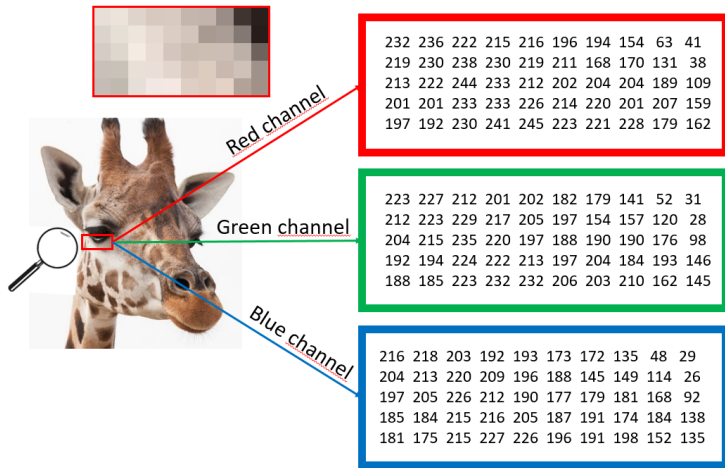 Red channel
232 236 222 215 216 196 194 154 63 41
219 230 238 230 219 211 168 170 131 38
213 222 244 233 212 202 204 204 189 109
201 201 233 233 226 214 220 201 207 159
197 192 230 241 245 223 221 228 179 162
Green channel
223 227 212 201 202 182 179 141 52 31
212 223 229 217 205 197 154 157 120 28
204 215 235 220 197 188 190 190 176 98
192 194 224 222 213 197 204 184 193 146
188 185 223 232 232 206 203 210 162 145
Blue channel
216 218 203 192 193 173 172 135 48 29
204 213 220 209 196 188 145 149 114 26
197 205 226 212 190 177 179 181 168 92
185 184 215 216 205 187 191 174 184 138
181 175 215 227 226 196 191 198 152 135